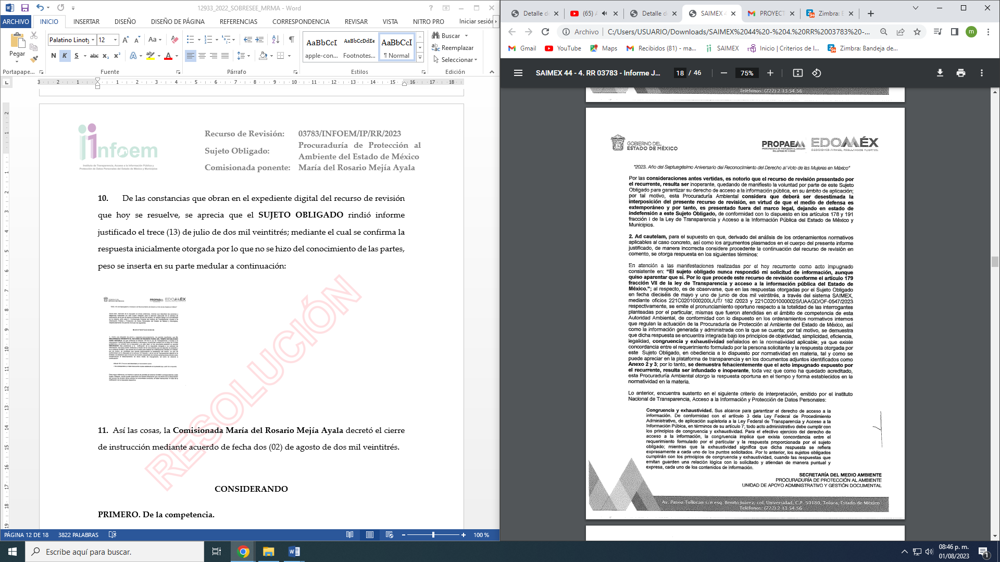 12933_2022_SOBRESEE_MRMA - Word
ARCHIVO INICIO INSERTAR DISEÑO DISEÑO DE PÁGINA REFERENCIAS CORRESPONDENCIA REVISAR VISTA NITRO PRO Iniciar sesión
Pegar
Palatino Linoty 12
N K S abc
Portapape... Fuente Párrafo Estilos Edición
AaBbCcI apple-con...
AaBbCcDdEe Footnotes...
AaBbCcI ¶ Normal
Buscar
Reemplazar
Seleccionar
infoem
Instituto de Transparencia, Acceso a la Información Pública y
Protección de Datos Personales del Estado de México y Municipios
Recurso de Revisión: 03783/INFOEM/IP/RR/2023
Sujeto Obligado: Procuraduría de Protección al
Ambiente del Estado de México
Comisionada ponente: María del Rosario Mejía Ayala
10. De las constancias que obran en el expediente digital del recurso de revisión
que hoy se resuelve, se aprecia que el SUJETO OBLIGADO rindió informe
justificado el trece (13) de julio de dos mil veintitrés; mediante el cual se confirma la
respuesta inicialmente otorgada por lo que no se hizo del conocimiento de las partes,
peso se inserta en su parte medular a continuación:
PROPAEM EDOMÉX
MANIFESTACIONES
RESOLUCIÓN
11. Así las cosas, la Comisionada María del Rosario Mejía Ayala decretó el cierre
de instrucción mediante acuerdo de fecha dos (02) de agosto de dos mil veintitrés.
CONSIDERANDO
PRIMERO. De la competencia.
PÁGINA 12 DE 18 3822 PALABRAS 100 %
Detalle d
(65) 
Detalle d
SAIMEX
PROYECT
Zimbra: 
Archivo C:/Users/USUARIO/Downloads/SAIMEX%2044%20-%204.%20RR%2003783%20-...
Gmail YouTube Maps Recibidos (81) - ma... SAIMEX Inicio | Criterios de I... Zimbra: Bandeja de...
SAIMEX 44 - 4. RR 03783 - Informe J... 18 / 46 75%
Teléfonos: (722) 2 13 54 56
GOBIERNO DEL
ESTADO DE MÉXICO
PROPAEM
PROCURADURÍA DE PROTECCIÓN AL AMBIENTE
DEL ESTADO DE MÉXICO
EDOMÉX
DECISIONES FIRMES, RESULTADOS FUERTES.
"2023. Año del Septuagésimo Aniversario del Reconocimiento del Derecho al Voto de las Mujeres en México"
Por las consideraciones antes vertidas, es notorio que el recurso de revisión presentado por
el recurrente, resulta ser inoperante, quedando de manifiesto la voluntad por parte de este Sujeto
Obligado para garantizar su derecho de acceso a la información pública, en su ámbito de aplicación;
por tal motivo, esta Procuraduría Ambiental considera que deberá ser desestimada la
interposición del presente recurso de revisión, en virtud de que el medio de defensa es
extemporáneo y por tanto, es presentado fuera del marco legal, dejando en estado de
indefensión a este Sujeto Obligado, de conformidad con lo dispuesto en los artículos 178 y 191
fracción i de la Ley de Transparencia y Acceso a la Información Pública del Estado de México y
Municipios.
2. Ad cautelam, para el supuesto en que, derivado del análisis de los ordenamientos normativos
aplicables al caso concreto, así como los argumentos plasmados en el cuerpo del presente informe
justificado, de manera incorrecta considere procedente la continuación del recurso de revisión en
comento, se otorga respuesta en los siguientes términos:
En atención a las manifestaciones realizadas por el hoy recurrente como acto impugnado
consistente en: “El sujeto obligado nunca respondió mi solicitud de información, aunque
quiso aparentar que sí. Por lo que procede este recurso de revisión conforme el artículo 179
fracción VII de la ley de Transparencia y acceso a la información pública del Estado de
México.”; al respecto, es de observarse, que en las respuestas otorgadas por el Sujeto Obligado
en fecha dieciséis de mayo y uno de junio de dos mil veintitrés, a través del sistema SAIMEX,
mediante oficios 221C0201000200L/UT/ 182 /2023 y 221C0201000002S/UAAGD/OF-0547/2023
respectivamente, se emite el pronunciamiento oportuno respecto a la totalidad de las interrogantes
planteadas por el particular, mismas que fueron atendidas en el ámbito de competencia de esta
Autoridad Ambiental, de conformidad con lo dispuesto en los ordenamientos normativos internos
que regulan la actuación de la Procuraduría de Protección al Ambiente del Estado de México, así
como la información generada y administrada con la que se cuenta; por tal motivo, se demuestra
que dicha respuesta se encuentra integrada bajo los principios de objetividad, simplicidad, eficiencia,
legalidad, congruencia y exhaustividad señalados en la normatividad aplicable; ya que existe
concordancia entre el requerimiento formulado por la persona solicitante y la respuesta otorgada por
este Sujeto Obligado, en obediencia a lo dispuesto por normatividad en materia, tal y como se
puede apreciar en la plataforma de transparencia y en los documentos adjuntos identificados como
Anexo 2 y 3; por lo tanto, se demuestra fehacientemente que el acto impugnado expuesto por
el recurrente, resulta ser infundado e inoperante, toda vez que como ha quedado acreditado,
esta Procuraduría Ambiental otorgo la respuesta oportuna en el tiempo y forma establecidos en la
normatividad en la materia.
Lo anterior, encuentra sustento en el siguiente criterio de interpretación, emitido por el instituto
Nacional de Transparencia, Acceso a la Información y Protección de Datos Personales:
Congruencia y exhaustividad. Sus alcance para garantizar el derecho de acceso a la
información. De conformidad con el artículo 3 dela Ley Federal de Procedimiento
Administrativo, de aplicación supletoria a la Ley Federal de Transparencia y Acceso a la
Información Púbica, en términos de su artículo 7; todo acto administrativo debe cumplir con
los principios de congruencia y exhaustividad. Para el efectivo ejercicio del derecho de
acceso a la información, la congruencia implica que exista concordancia entre el
requerimiento formulado por el particular y la respuesta proporcionada por el sujeto
obligado; mientras que la exhaustividad significa que dicha respuesta se refiera
expresamente a cada uno de los puntos solicitados. Por lo anterior, los sujetos obligados
cumplirán con los principios de congruencia y exhaustividad, cuando las respuestas que
emitan guarden una relación lógica con lo solicitado y atiendan de manera puntual y
expresa, cada uno de los contenidos de información.
SECRETARÍA DEL MEDIO AMBIENTE
PROCURADURÍA DE PROTECCIÓN AL AMBIENTE
UNIDAD DE APOYO ADMINISTRATIVO Y GESTIÓN DOCUMENTAL
Av. Paseo Tollocan s/n esq. Benito Juárez, col. Universidad, C.P. 50180, Toluca, Estado de México
Teléfonos: (722) 2 13 54 56
Escribe aquí para buscar.
08:46 p. m.
01/08/2023